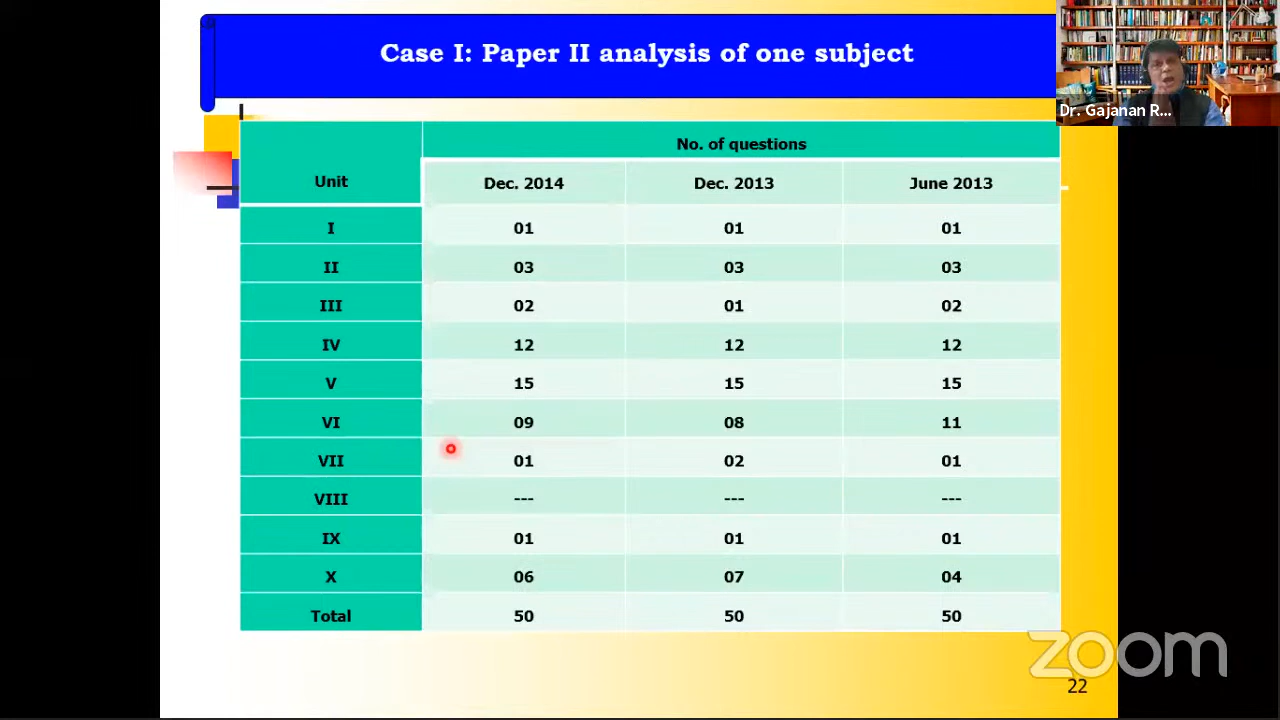 Case I: Paper II analysis of one subject
Dr. Gajanan R...
Unit No. of questions
Dec. 2014 Dec. 2013 June 2013
I 01 01 01
II 03 03 03
III 02 01 02
IV 12 12 12
V 15 15 15
VI 09 08 11
VII 01 02 01
VIII --- --- ---
IX 01 01 01
X 06 07 04
Total 50 50 50
zoom
22